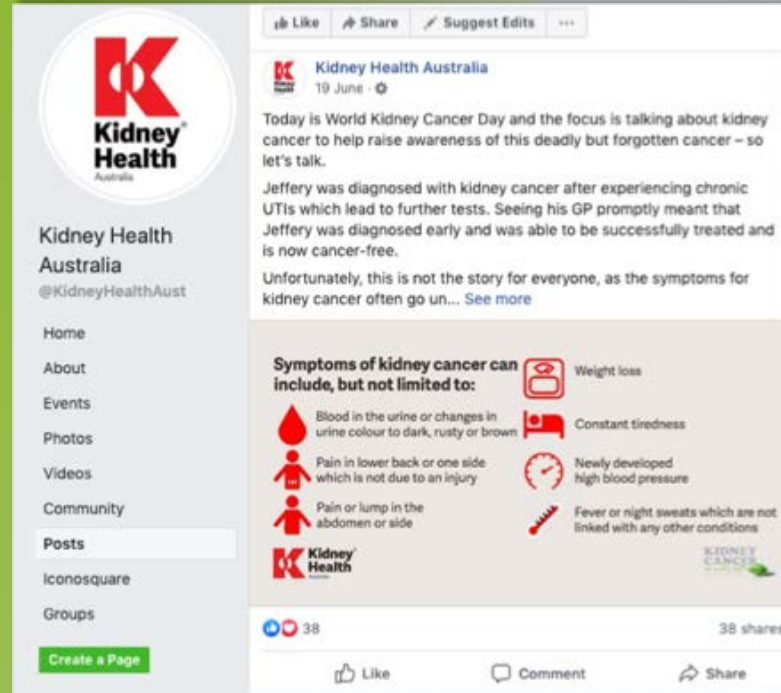 Kidney
Health
Australia
Kidney Health
Australia
@KidneyHealthAust
Home
About
Events
Photos
Videos
Community
Posts
Iconosquare
Groups
Create a Page
Like Share Suggest Edits ...
Kidney Health
Kidney Health Australia
19 June ·
Today is World Kidney Cancer Day and the focus is talking about kidney
cancer to help raise awareness of this deadly but forgotten cancer – so
let's talk.
Jeffery was diagnosed with kidney cancer after experiencing chronic
UTIs which lead to further tests. Seeing his GP promptly meant that
Jeffery was diagnosed early and was able to be successfully treated and
is now cancer-free.
Unfortunately, this is not the story for everyone, as the symptoms for
kidney cancer often go un... See more
Symptoms of kidney cancer can
include, but not limited to:
Blood in the urine or changes in
urine colour to dark, rusty or brown
Pain in lower back or one side
which is not due to an injury
Pain or lump in the
abdomen or side
Weight loss
Constant tiredness
Newly developed
high blood pressure
Fever or night sweats which are not
linked with any other conditions
Kidney
Health
KIDNEY
CANCER
38
38 shares
Like Comment Share